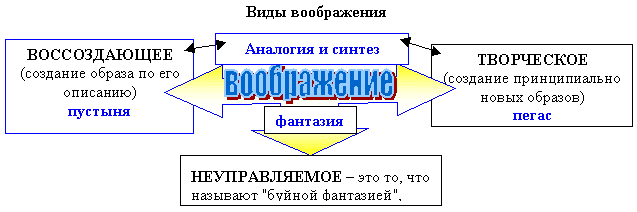 Виды воображения
Аналогия и синтез
ВОССОЗДАЮЩЕЕ
(создание образа по его
описанию)
пустыня
воображение
ТВОРЧЕСКОЕ
(создание принципиально
новых образов)
пегас
фантазия
НЕУПРАВЛЯЕМОЕ – это то, что
называют "буйной фантазией",